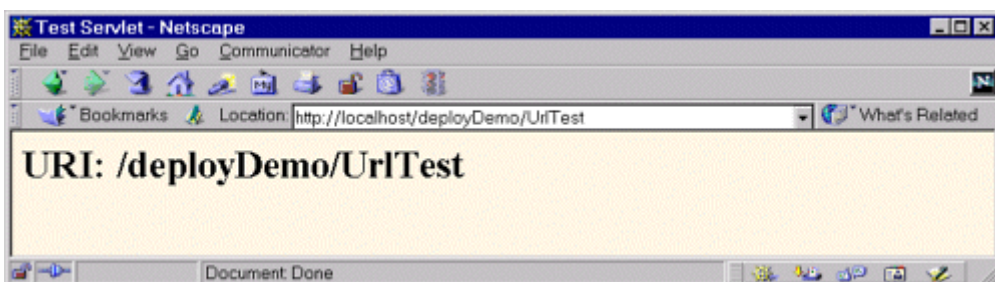 Test Servlet - Netscape
File Edit View Go Communicator Help
Bookmarks Location: http://localhost/deployDemo/UrlTest What's Related
URI: /deployDemo/UrlTest
Document: Done